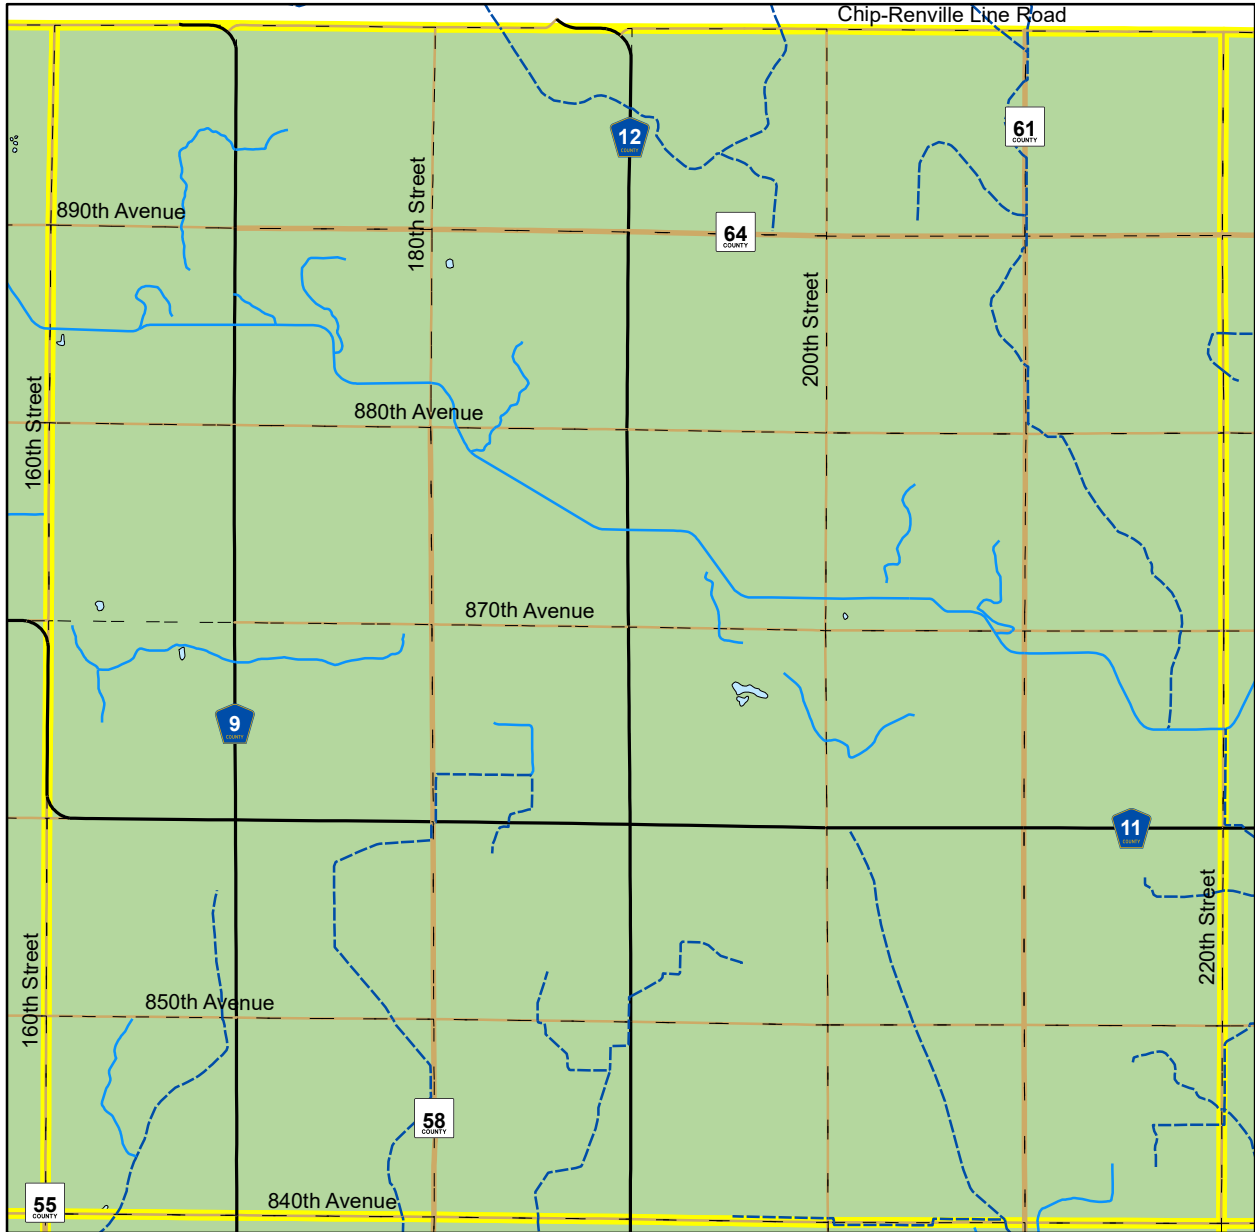 Chip-Renville Line Road
12
COUNTY
61
COUNTY
180th Street
890th Avenue
64
COUNTY
200th Street
160th Street
880th Avenue
870th Avenue
9
COUNTY
11
COUNTY
220th Street
160th Street
850th Avenue
58
COUNTY
55
COUNTY
840th Avenue